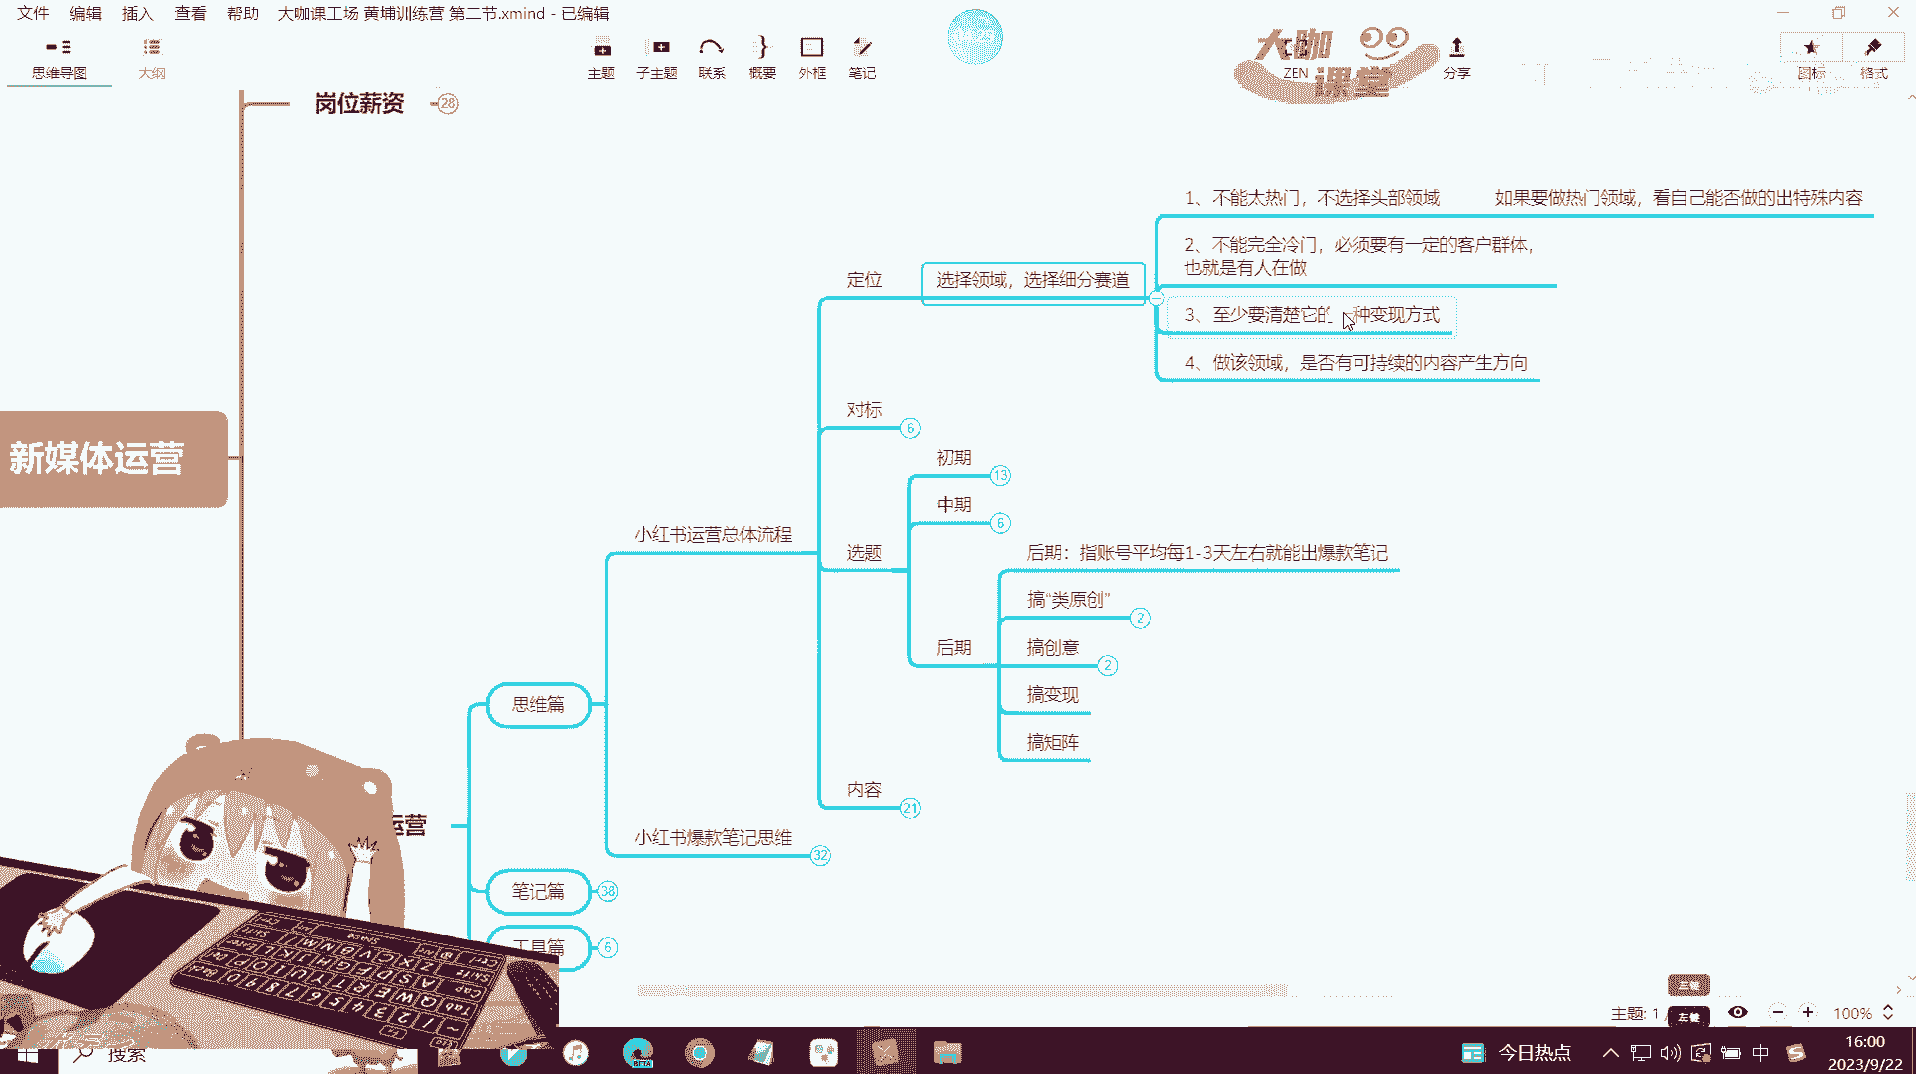 文件 编辑 插入 查看 帮助 大咖课工场 黄埔训练营 第二节.xmind - 已编辑
思维导图 大纲 主题 子主题 联系 概要 外框 笔记 ZEN 分享 图标 格式
大咖
课堂
岗位薪资 28
新媒体运营
运营
思维篇
小红书运营总体流程
定位
选择领域，选择细分赛道
1、不能太热门，不选择头部领域 如果要做热门领域，看自己能否做的出特殊内容
2、不能完全冷门，必须要有一定的客户群体，
也就是有人在做
3、至少要清楚它的 种变现方式
4、做该领域，是否有可持续的内容产生方向
对标 6
选题
初期 13
中期 6
后期
后期：指账号平均每1-3天左右就能出爆款笔记
搞“类原创” 2
搞创意 2
搞变现
搞矩阵
内容 21
小红书爆款笔记思维 32
笔记篇 38
工具篇 6
主题: 1
左键
100%
搜索
今日热点
中
16:00
2023/9/22